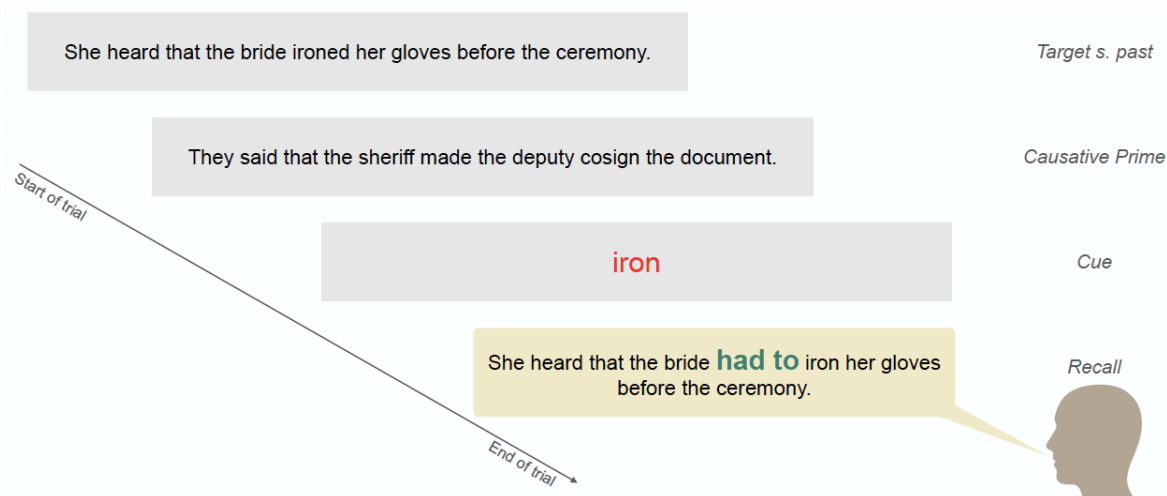 She heard that the bride ironed her gloves before the ceremony.
Target s. past
They said that the sheriff made the deputy cosign the document.
Causative Prime
Start of trial
iron
Cue
She heard that the bride had to iron her gloves
before the ceremony.
Recall
End of trial